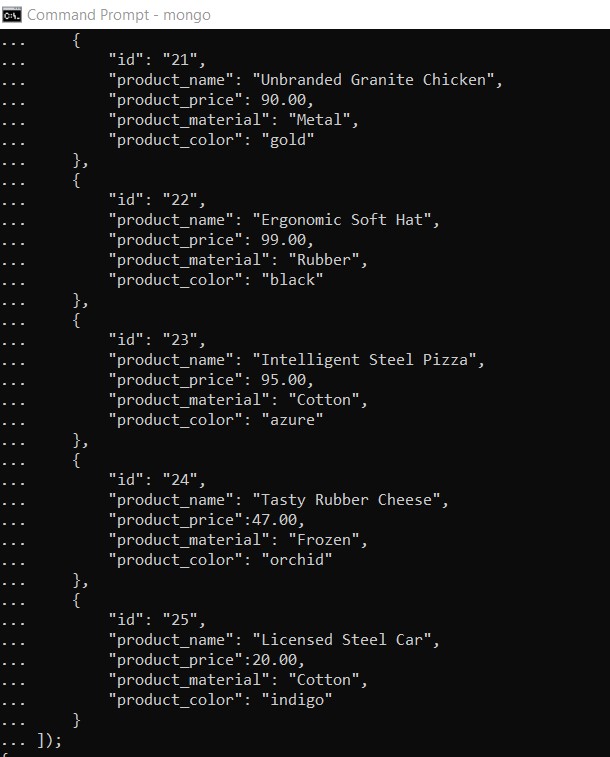 Command Prompt - mongo
...     {
...         "id": "21",
...         "product_name": "Unbranded Granite Chicken",
...         "product_price": 90.00,
...         "product_material": "Metal",
...         "product_color": "gold"
...     },
...     {
...         "id": "22",
...         "product_name": "Ergonomic Soft Hat",
...         "product_price": 99.00,
...         "product_material": "Rubber",
...         "product_color": "black"
...     },
...     {
...         "id": "23",
...         "product_name": "Intelligent Steel Pizza",
...         "product_price": 95.00,
...         "product_material": "Cotton",
...         "product_color": "azure"
...     },
...     {
...         "id": "24",
...         "product_name": "Tasty Rubber Cheese",
...         "product_price":47.00,
...         "product_material": "Frozen",
...         "product_color": "orchid"
...     },
...     {
...         "id": "25",
...         "product_name": "Licensed Steel Car",
...         "product_price":20.00,
...         "product_material": "Cotton",
...         "product_color": "indigo"
...     }
... ]);